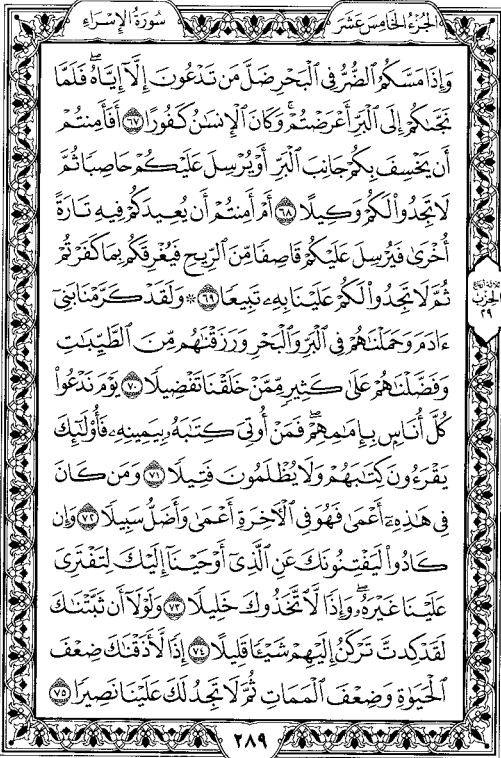 الجزء الخامس عشر
سورة الإسراء
وَإِذَا مَسَّكُمُ ٱلضُّرُّ فِى ٱلْبَحْرِ ضَلَّ مَن تَدْعُونَ إِلَّآ إِيَّاهُ ۖ فَلَمَّا
نَجَّىٰكُمْ إِلَى ٱلْبَرِّ أَعْرَضْتُمْ ۚ وَكَانَ ٱلْإِنسَٰنُ كَفُورًا ٦٧ أَفَأَمِنتُمْ
أَن يَخْسِفَ بِكُمْ جَانِبَ ٱلْبَرِّ أَوْ يُرْسِلَ عَلَيْكُمْ حَاصِبًا ثُمَّ
لَا تَجِدُوا۟ لَكُمْ وَكِيلًا ٦٨ أَمْ أَمِنتُمْ أَن يُعِيدَكُمْ فِيهِ تَارَةً
أُخْرَىٰ فَيُرْسِلَ عَلَيْكُمْ قَاصِفًا مِّنَ ٱلرِّيحِ فَيُغْرِقَكُم بِمَا كَفَرْتُمْ
ثُمَّ لَا تَجِدُوا۟ لَكُمْ عَلَيْنَا بِهِۦ تَبِيعًا ٦٩ ۞ وَلَقَدْ كَرَّمْنَا بَنِىٓ
ءَادَمَ وَحَمَلْنَٰهُمْ فِى ٱلْبَرِّ وَٱلْبَحْرِ وَرَزَقْنَٰهُم مِّنَ ٱلطَّيِّبَٰتِ
وَفَضَّلْنَٰهُمْ عَلَىٰ كَثِيرٍ مِّمَّنْ خَلَقْنَا تَفْضِيلًا ٧٠ يَوْمَ نَدْعُوا۟
كُلَّ أُنَاسٍۭ بِإِمَٰمِهِمْ ۖ فَمَنْ أُوتِىَ كِتَٰبَهُۥ بِيَمِينِهِۦ فَأُو۟لَٰٓئِكَ
يَقْرَءُونَ كِتَٰبَهُمْ وَلَا يُظْلَمُونَ فَتِيلًا ٧١ وَمَن كَانَ
فِى هَٰذِهِۦٓ أَعْمَىٰ فَهُوَ فِى ٱلْءَاخِرَةِ أَعْمَىٰ وَأَضَلُّ سَبِيلًا ٧٢ وَإِن
كَادُوا۟ لَيَفْتِنُونَكَ عَنِ ٱلَّذِىٓ أَوْحَيْنَآ إِلَيْكَ لِتَفْتَرِىَ
عَلَيْنَا غَيْرَهُۥ ۖ وَإِذًا لَّٱتَّخَذُوكَ خَلِيلًا ٧٣ وَلَوْلَآ أَن ثَبَّتْنَٰكَ
لَقَدْ كِدتَّ تَرْكَنُ إِلَيْهِمْ شَيْـًٔا قَلِيلًا ٧٤ إِذًا لَّأَذَقْنَٰكَ ضِعْفَ
ٱلْحَيَوٰةِ وَضِعْفَ ٱلْمَمَاتِ ثُمَّ لَا تَجِدُ لَكَ عَلَيْنَا نَصِيرًا ٧٥
ثلاثة أرباع
الحزب
٢٩
٢٨٩